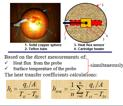 1. Solid copper sphere
2. Teflon tube
3. Heat flux sensor
4. Cartridge heater
Based on the direct measurements of:
✓ Heat flux from the probe
✓ Surface temperature of the probe
simultaneously
The heat transfer coefficients calculations: